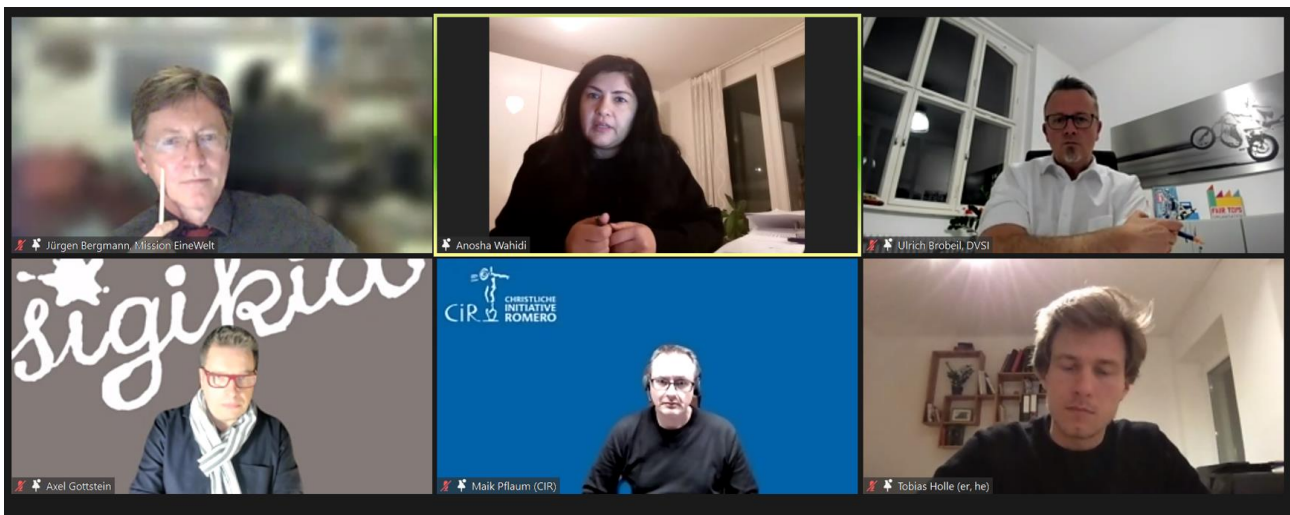 Jürgen Bergmann, Mission EineWelt
Anosha Wahidi
FAIR TOYS
Ulrich Brobeil, DVSI
sigikid
Axel Gottstein
CiR
CHRISTLICHE
INITIATIVE
ROMERO
Maik Pflaum (CIR)
Tobias Holle (er, he)